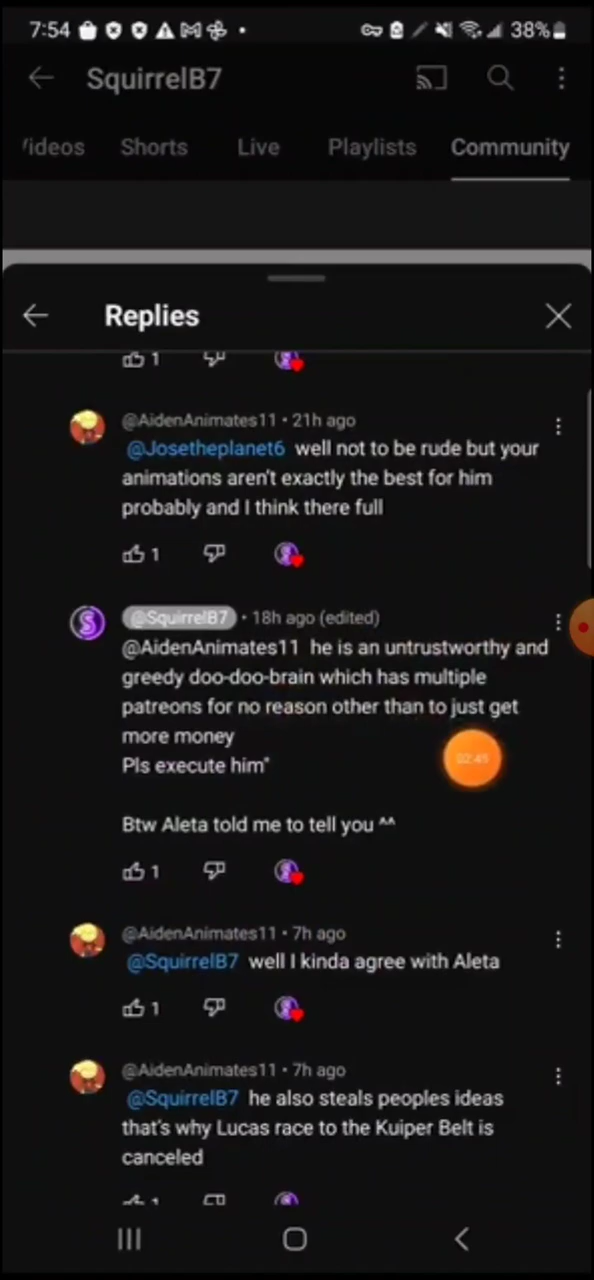 7:54
38%
SquirrelB7
Videos Shorts Live Playlists Community
Replies
1
@AidenAnimates11 • 21h ago
@Josetheplanet6 well not to be rude but your
animations aren't exactly the best for him
probably and I think there full
1
@SquirrelB7 • 18h ago (edited)
@AidenAnimates11 he is an untrustworthy and
greedy doo-doo-brain which has multiple
patreons for no reason other than to just get
more money
Pls execute him"
02:45
Btw Aleta told me to tell you ^^
1
@AidenAnimates11 • 7h ago
@SquirrelB7 well I kinda agree with Aleta
1
@AidenAnimates11 • 7h ago
@SquirrelB7 he also steals peoples ideas
that's why Lucas race to the Kuiper Belt is
canceled
1